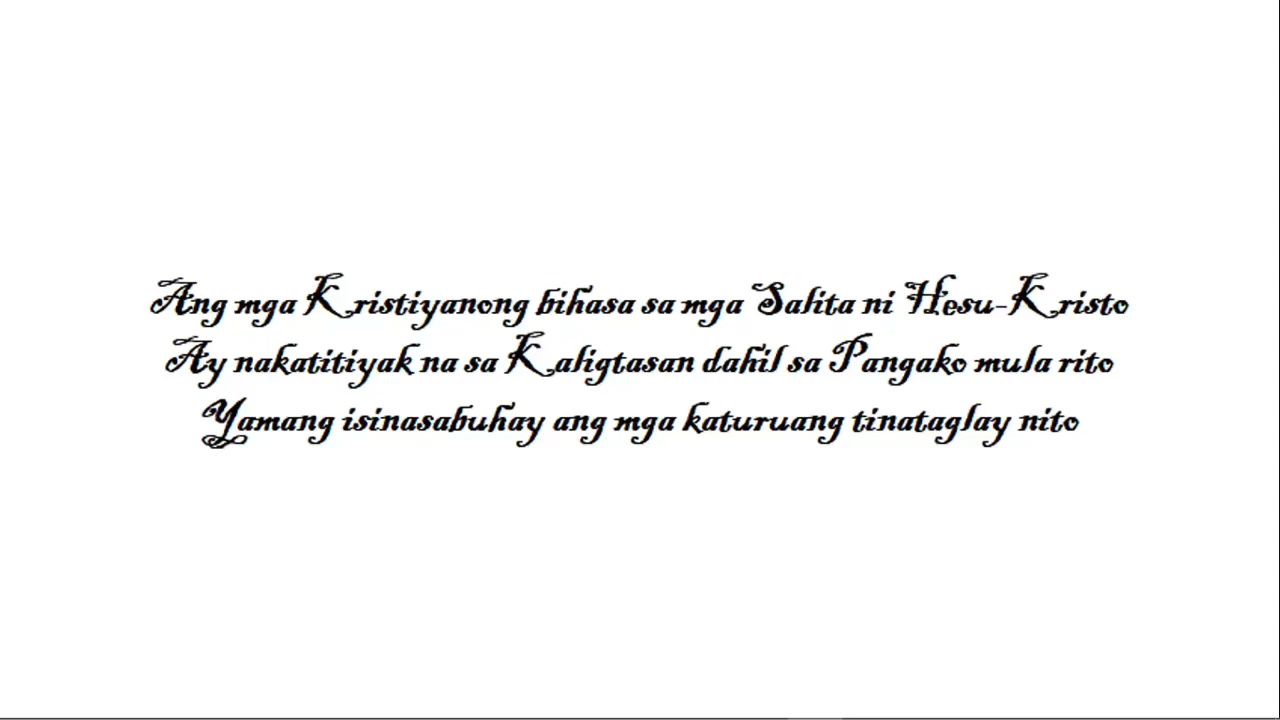 Ang mga Kristiyanong bihasa sa mga Salita ni Hesu-Kristo
Ay nakatitiyak na sa Kaligtasan dahil sa Pangako mula rito
Yamang isinasabuhay ang mga katuruang tinataglay nito